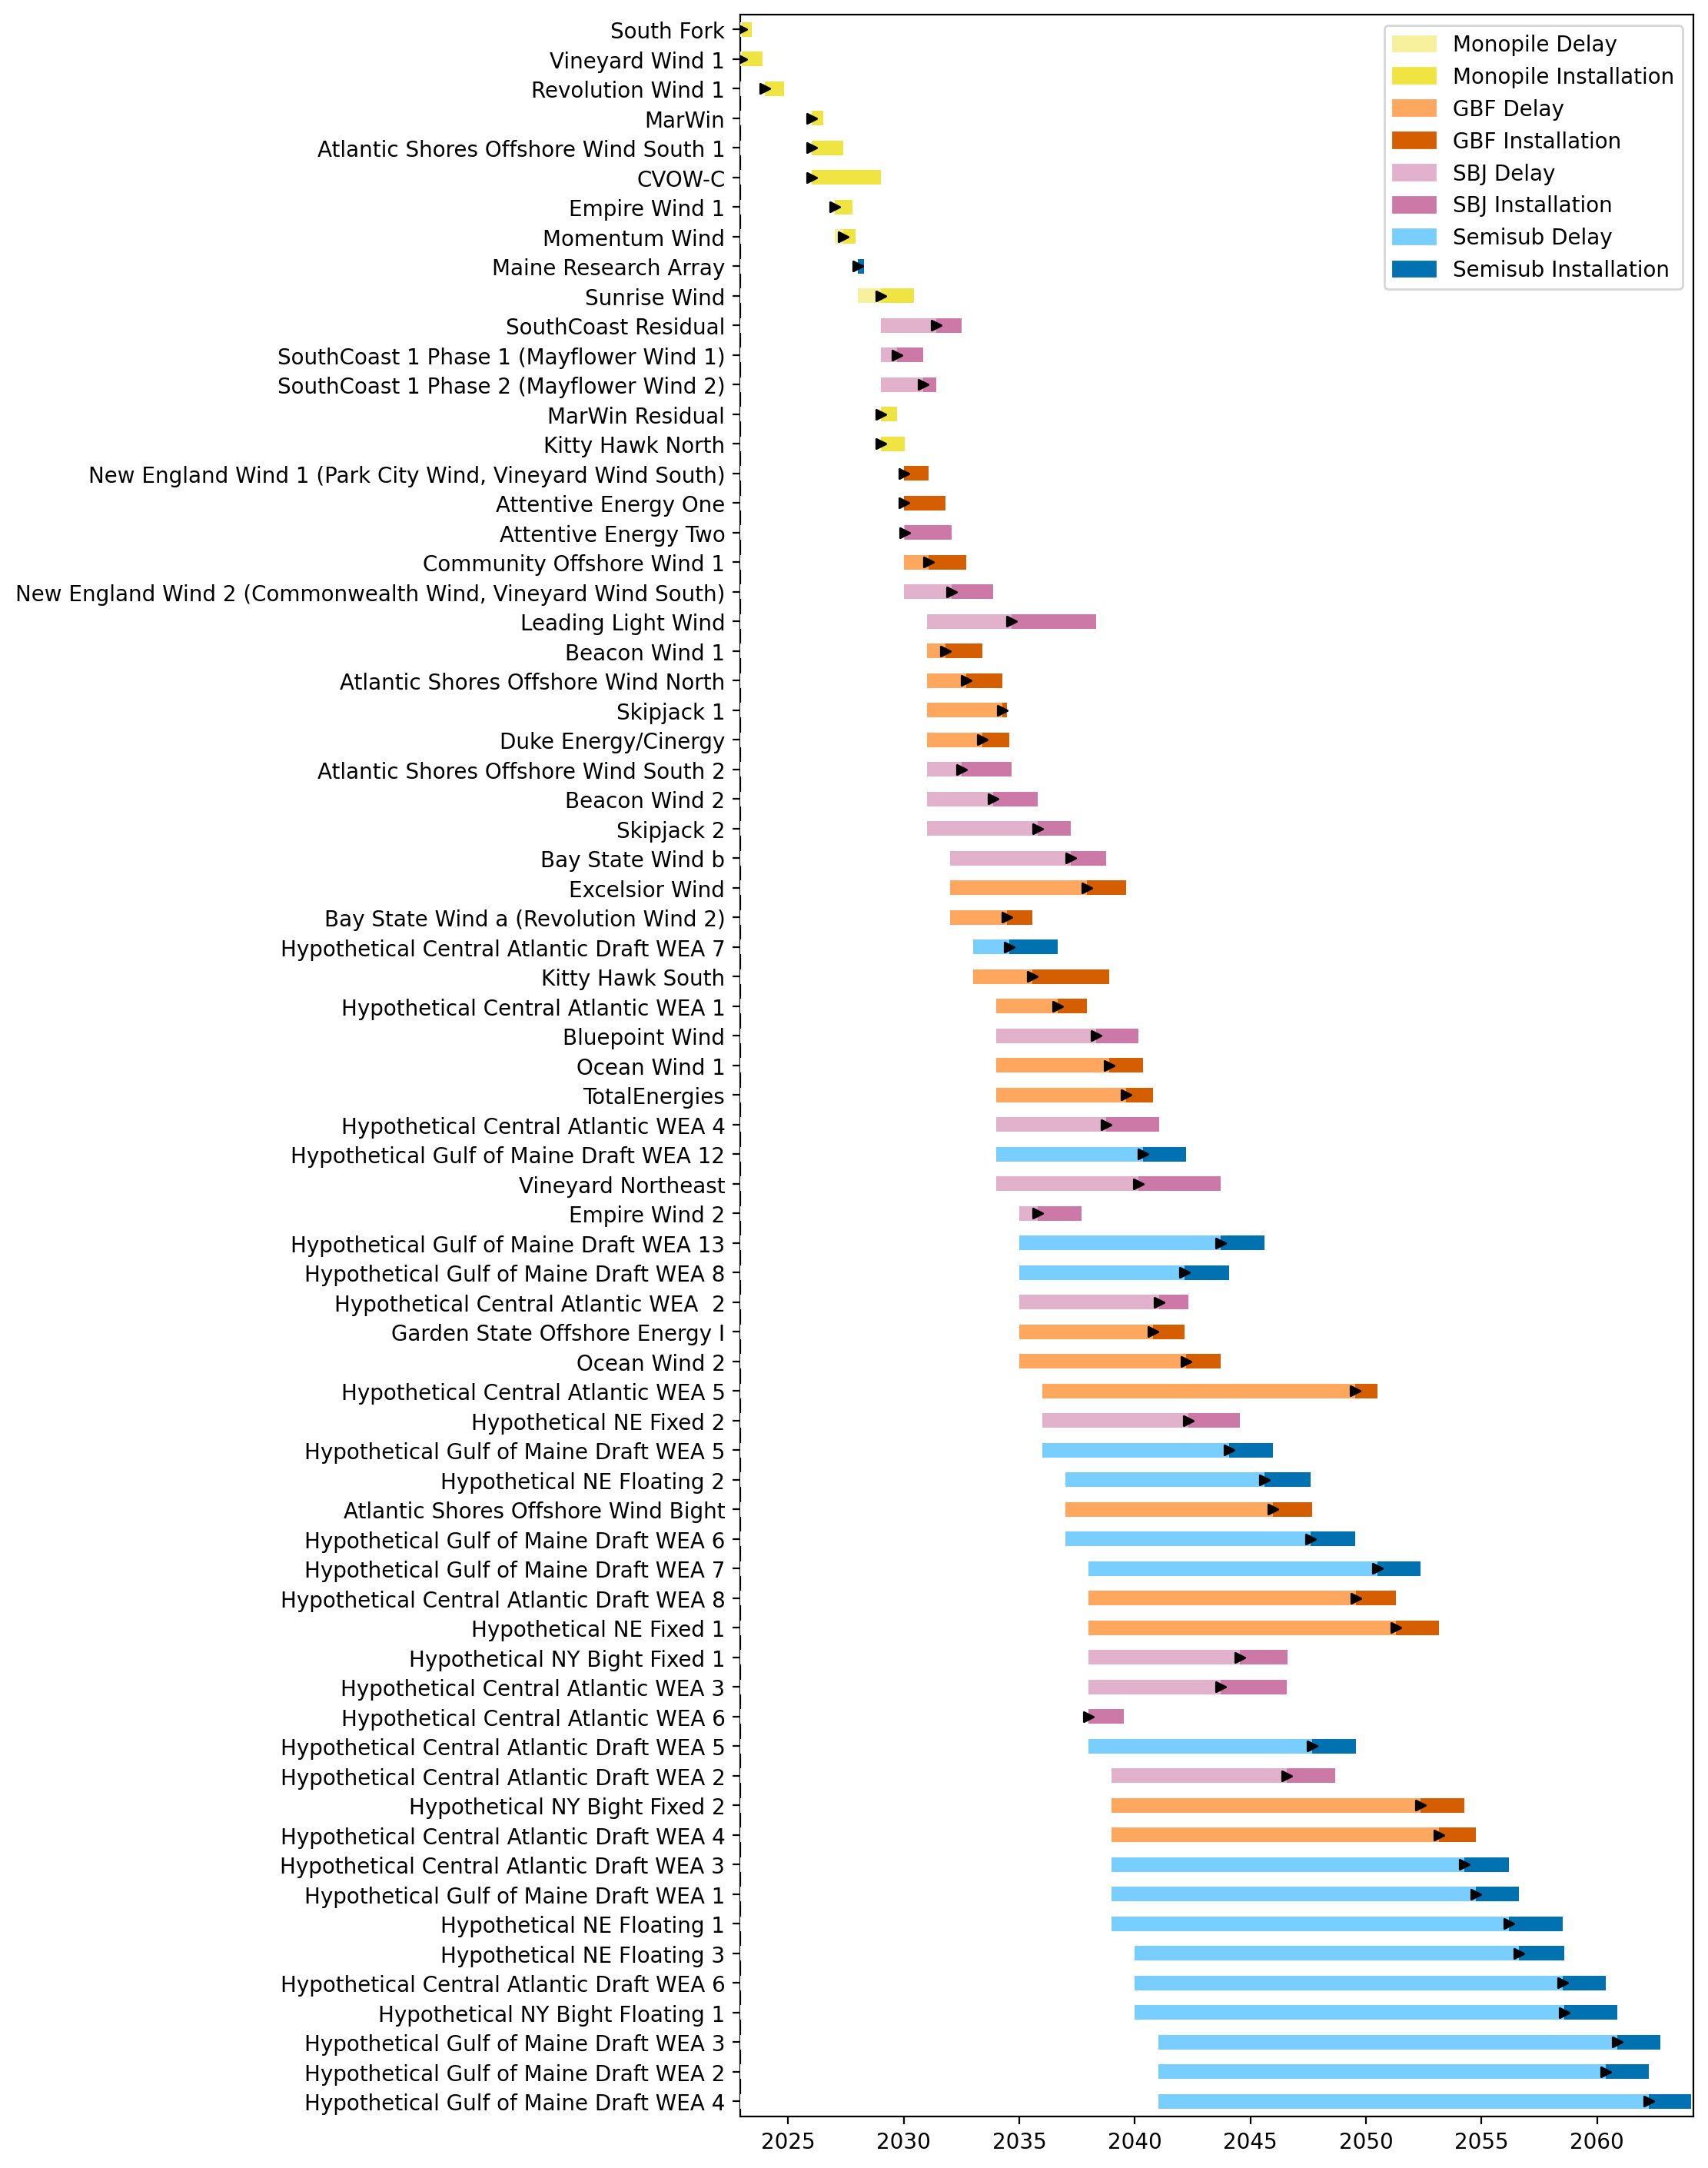 South Fork
Vineyard Wind 1
Revolution Wind 1
MarWin
Atlantic Shores Offshore Wind South 1
CVOW-C
Empire Wind 1
Momentum Wind
Maine Research Array
Sunrise Wind
SouthCoast Residual
SouthCoast 1 Phase 1 (Mayflower Wind 1)
SouthCoast 1 Phase 2 (Mayflower Wind 2)
MarWin Residual
Kitty Hawk North
New England Wind 1 (Park City Wind, Vineyard Wind South)
Attentive Energy One
Attentive Energy Two
Community Offshore Wind 1
New England Wind 2 (Commonwealth Wind, Vineyard Wind South)
Leading Light Wind
Beacon Wind 1
Atlantic Shores Offshore Wind North
Skipjack 1
Duke Energy/Cinergy
Atlantic Shores Offshore Wind South 2
Beacon Wind 2
Skipjack 2
Bay State Wind b
Excelsior Wind
Bay State Wind a (Revolution Wind 2)
Hypothetical Central Atlantic Draft WEA 7
Kitty Hawk South
Hypothetical Central Atlantic WEA 1
Bluepoint Wind
Ocean Wind 1
TotalEnergies
Hypothetical Central Atlantic WEA 4
Hypothetical Gulf of Maine Draft WEA 12
Vineyard Northeast
Empire Wind 2
Hypothetical Gulf of Maine Draft WEA 13
Hypothetical Gulf of Maine Draft WEA 8
Hypothetical Central Atlantic WEA  2
Garden State Offshore Energy I
Ocean Wind 2
Hypothetical Central Atlantic WEA 5
Hypothetical NE Fixed 2
Hypothetical Gulf of Maine Draft WEA 5
Hypothetical NE Floating 2
Atlantic Shores Offshore Wind Bight
Hypothetical Gulf of Maine Draft WEA 6
Hypothetical Gulf of Maine Draft WEA 7
Hypothetical Central Atlantic Draft WEA 8
Hypothetical NE Fixed 1
Hypothetical NY Bight Fixed 1
Hypothetical Central Atlantic WEA 3
Hypothetical Central Atlantic WEA 6
Hypothetical Central Atlantic Draft WEA 5
Hypothetical Central Atlantic Draft WEA 2
Hypothetical NY Bight Fixed 2
Hypothetical Central Atlantic Draft WEA 4
Hypothetical Central Atlantic Draft WEA 3
Hypothetical Gulf of Maine Draft WEA 1
Hypothetical NE Floating 1
Hypothetical NE Floating 3
Hypothetical Central Atlantic Draft WEA 6
Hypothetical NY Bight Floating 1
Hypothetical Gulf of Maine Draft WEA 3
Hypothetical Gulf of Maine Draft WEA 2
Hypothetical Gulf of Maine Draft WEA 4
Monopile Delay
Monopile Installation
GBF Delay
GBF Installation
SBJ Delay
SBJ Installation
Semisub Delay
Semisub Installation
2025 2030 2035 2040 2045 2050 2055 2060